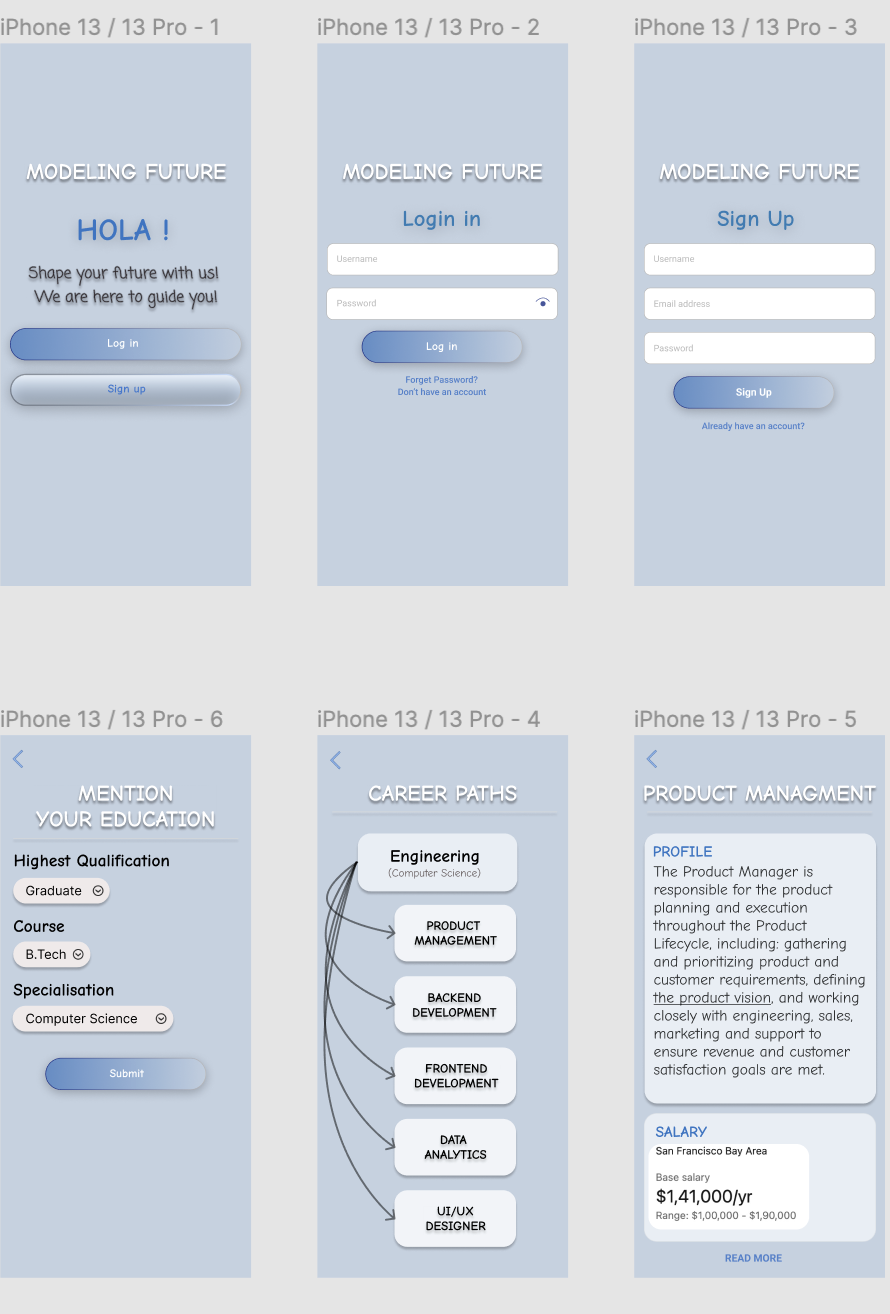 iPhone 13 / 13 Pro - 1
MODELING FUTURE
HOLA !
Shape your future with us!
We are here to guide you!
Log in
Sign up
iPhone 13 / 13 Pro - 2
MODELING FUTURE
Login in
Username
Password
Log in
Forget Password?
Don't have an account
iPhone 13 / 13 Pro - 3
MODELING FUTURE
Sign Up
Username
Email address
Password
Sign Up
Already have an account?
iPhone 13 / 13 Pro - 6
MENTION
YOUR EDUCATION
Highest Qualification
Graduate
Course
B.Tech
Specialisation
Computer Science
Submit
iPhone 13 / 13 Pro - 4
CAREER PATHS
Engineering
(Computer Science)
PRODUCT
MANAGEMENT
BACKEND
DEVELOPMENT
FRONTEND
DEVELOPMENT
DATA
ANALYTICS
UI/UX
DESIGNER
iPhone 13 / 13 Pro - 5
PRODUCT MANAGMENT
PROFILE
The Product Manager is
responsible for the product
planning and execution
throughout the Product
Lifecycle, including: gathering
and prioritizing product and
customer requirements, defining
the product vision, and working
closely with engineering, sales,
marketing and support to
ensure revenue and customer
satisfaction goals are met.
SALARY
San Francisco Bay Area
Base salary
$1,41,000/yr
Range: $1,00,000 - $1,90,000
READ MORE